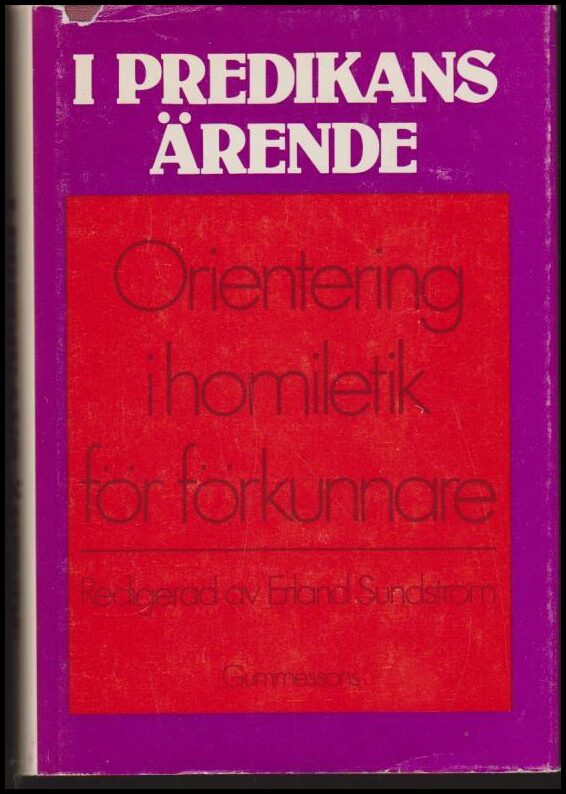 I PREDIKANS
ÄRENDE
Orientering
i homiletik
för förkunnare
Redigerad av Erland Sundström
Gummessons